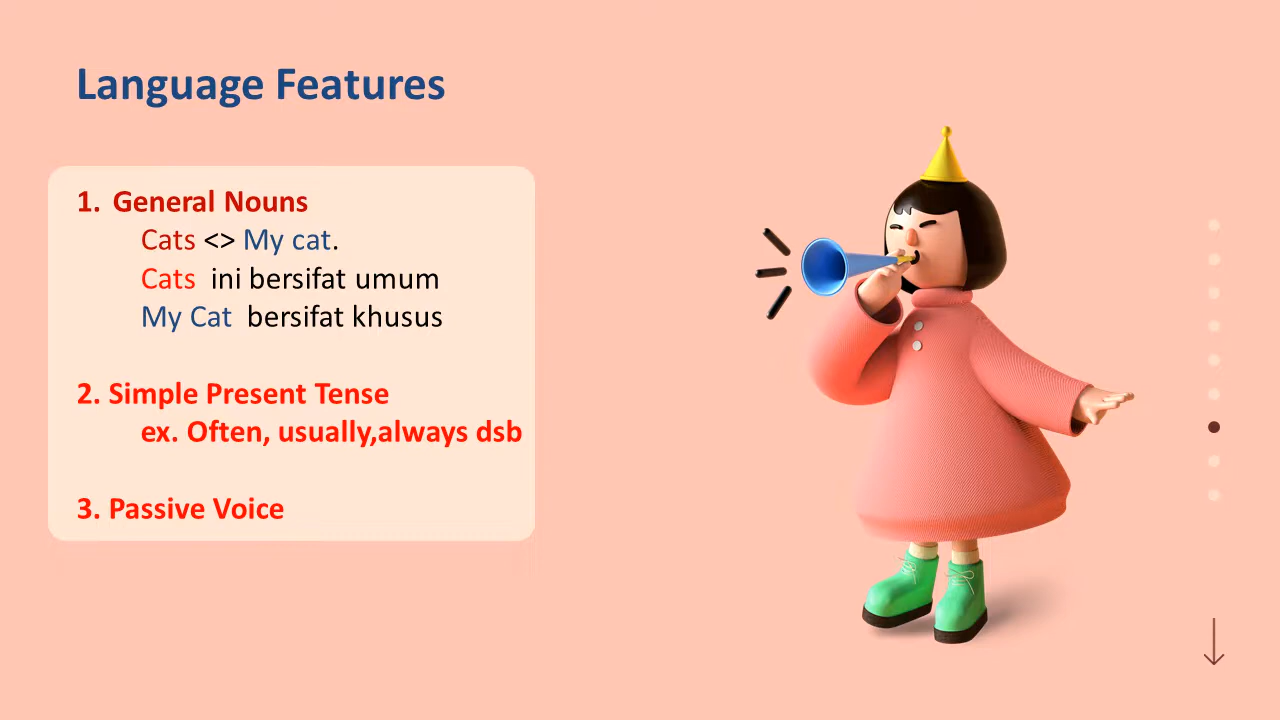 Language Features
1. General Nouns
Cats <> My cat.
Cats ini bersifat umum
My Cat bersifat khusus
2. Simple Present Tense
ex. Often, usually,always dsb
3. Passive Voice